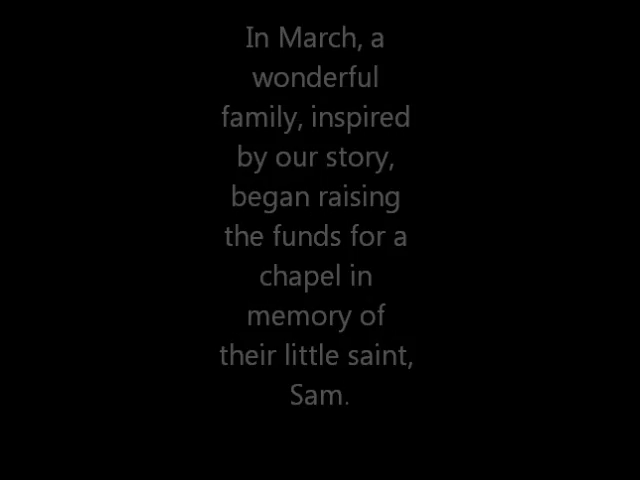 In March, a
wonderful
family, inspired
by our story,
began raising
the funds for a
chapel in
memory of
their little saint,
Sam.